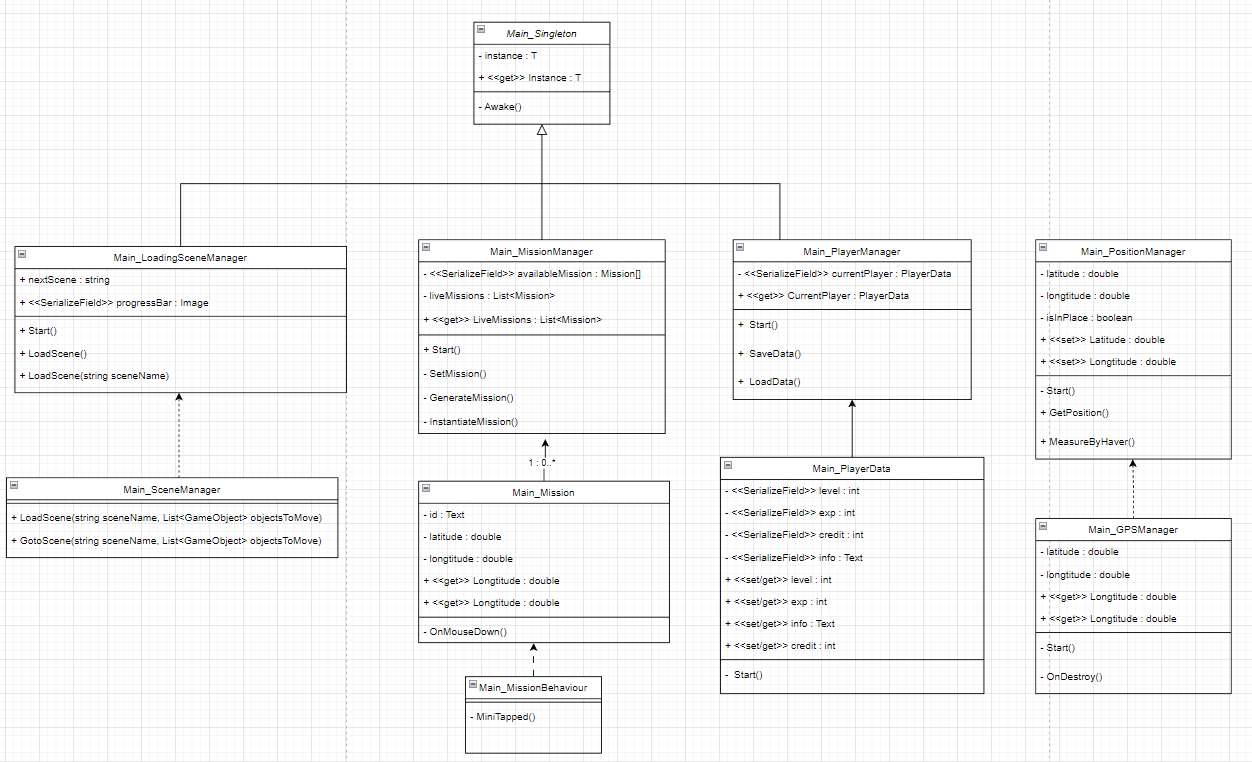 Main_Singleton
- instance : T
+ <<get>> Instance : T
- Awake()
Main_LoadingSceneManager
+ nextScene : string
+ <<SerializeField>> progressBar : Image
+ Start()
+ LoadScene()
+ LoadScene(string sceneName)
Main_MissionManager
- <<SerializeField>> availableMission : Mission[]
- liveMissions : List<Mission>
+ <<get>> LiveMissions : List<Mission>
+ Start()
- SetMission()
- GenerateMission()
- InstantiateMission()
Main_PlayerManager
- <<SerializeField>> currentPlayer : PlayerData
+ <<get>> CurrentPlayer : PlayerData
+ Start()
+ SaveData()
+ LoadData()
Main_PositionManager
- latitude : double
- longtitude : double
- isInPlace : boolean
+ <<set>> Latitude : double
+ <<set>> Longtitude : double
- Start()
+ GetPosition()
+ MeasureByHaver()
Main_SceneManager
+ LoadScene(string sceneName, List<GameObject> objectsToMove)
+ GotoScene(string sceneName, List<GameObject> objectsToMove)
1 : 0..*
Main_Mission
- id : Text
- latitude : double
- longtitude : double
+ <<get>> Longtitude : double
+ <<get>> Longtitude : double
- OnMouseDown()
Main_MissionBehaviour
- MiniTapped()
Main_PlayerData
- <<SerializeField>> level : int
- <<SerializeField>> exp : int
- <<SerializeField>> credit : int
- <<SerializeField>> info : Text
+ <<set/get>> level : int
+ <<set/get>> exp : int
+ <<set/get>> info : Text
+ <<set/get>> credit : int
- Start()
Main_GPSManager
- latitude : double
- longtitude : double
+ <<get>> Longtitude : double
+ <<get>> Longtitude : double
- Start()
- OnDestroy()